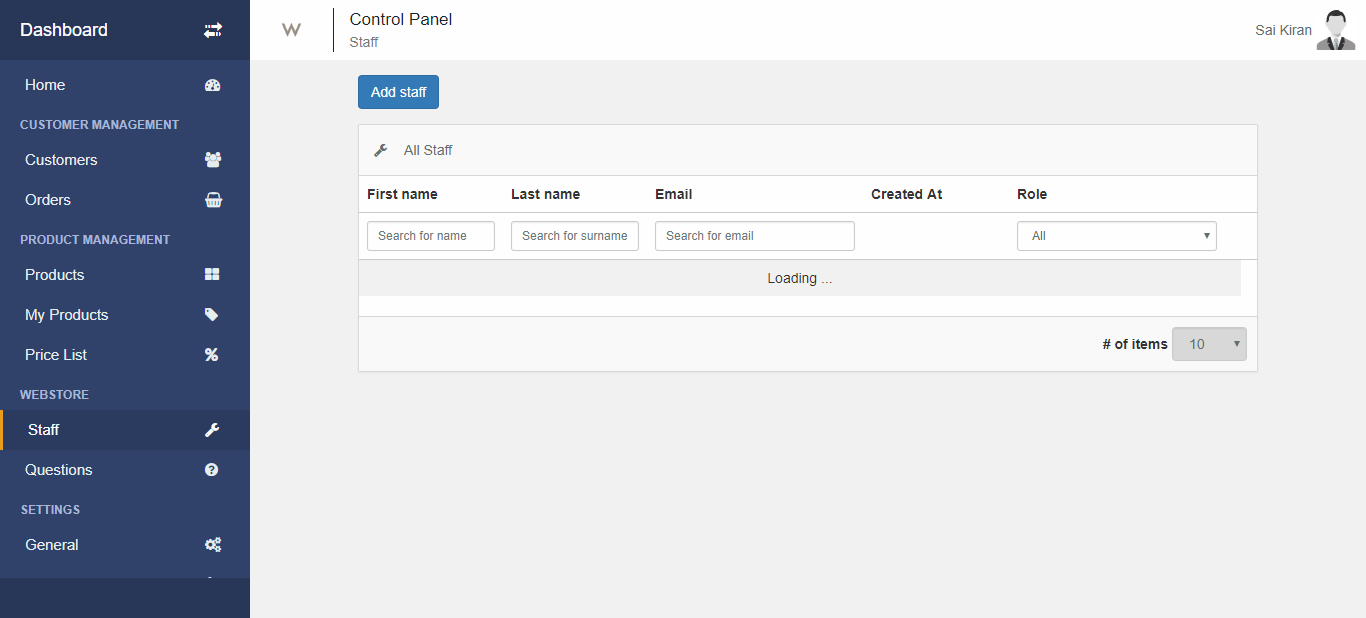 Dashboard
Home
CUSTOMER MANAGEMENT
Customers
Orders
PRODUCT MANAGEMENT
Products
My Products
Price List
WEBSTORE
Staff
Questions
SETTINGS
General
W
Control Panel
Staff
Sai Kiran
Add staff
All Staff
First name Last name Email Created At Role
Search for name Search for surname Search for email All
Loading ...
# of items 10